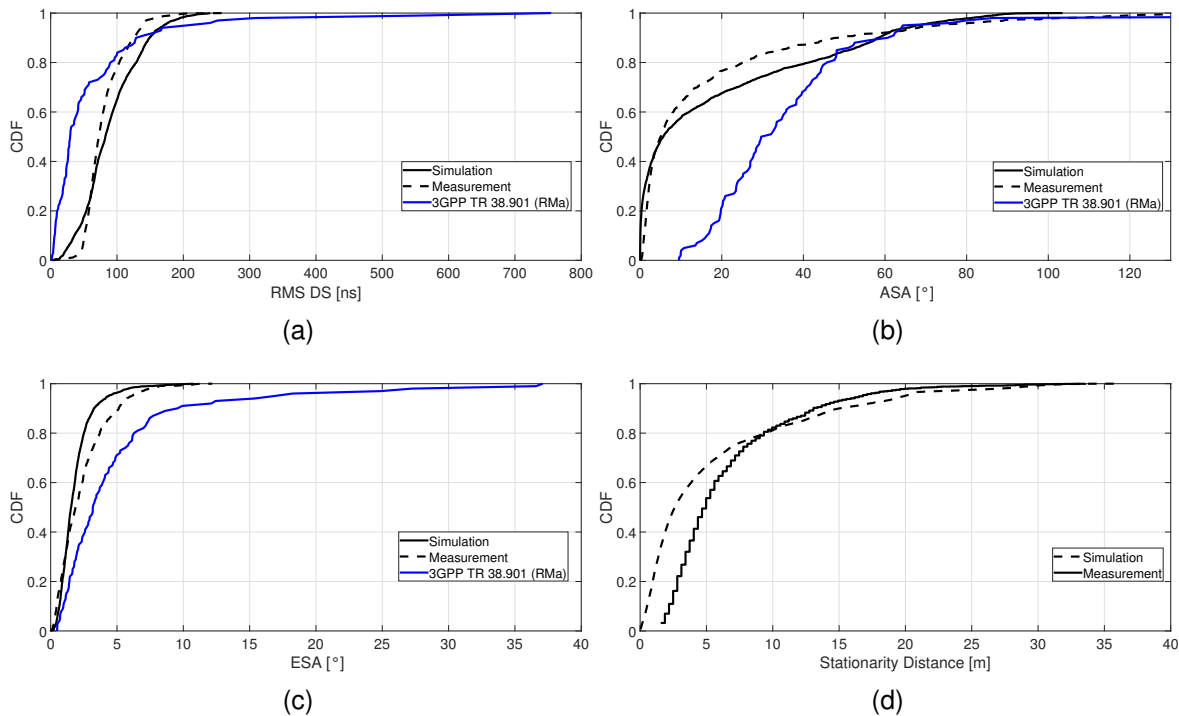 1
0.8
0.6
0.4
0.2
0
CDF
0 100 200 300 400 500 600 700 800
RMS DS [ns]
Simulation
Measurement
3GPP TR 38.901 (RMa)
(a)
1
0.8
0.6
0.4
0.2
0
CDF
0 20 40 60 80 100 120
ASA [°]
Simulation
Measurement
3GPP TR 38.901 (RMa)
(b)
1
0.8
0.6
0.4
0.2
0
CDF
0 5 10 15 20 25 30 35 40
ESA [°]
Simulation
Measurement
3GPP TR 38.901 (RMa)
(c)
1
0.8
0.6
0.4
0.2
0
CDF
0 5 10 15 20 25 30 35 40
Stationarity Distance [m]
Simulation
Measurement
(d)